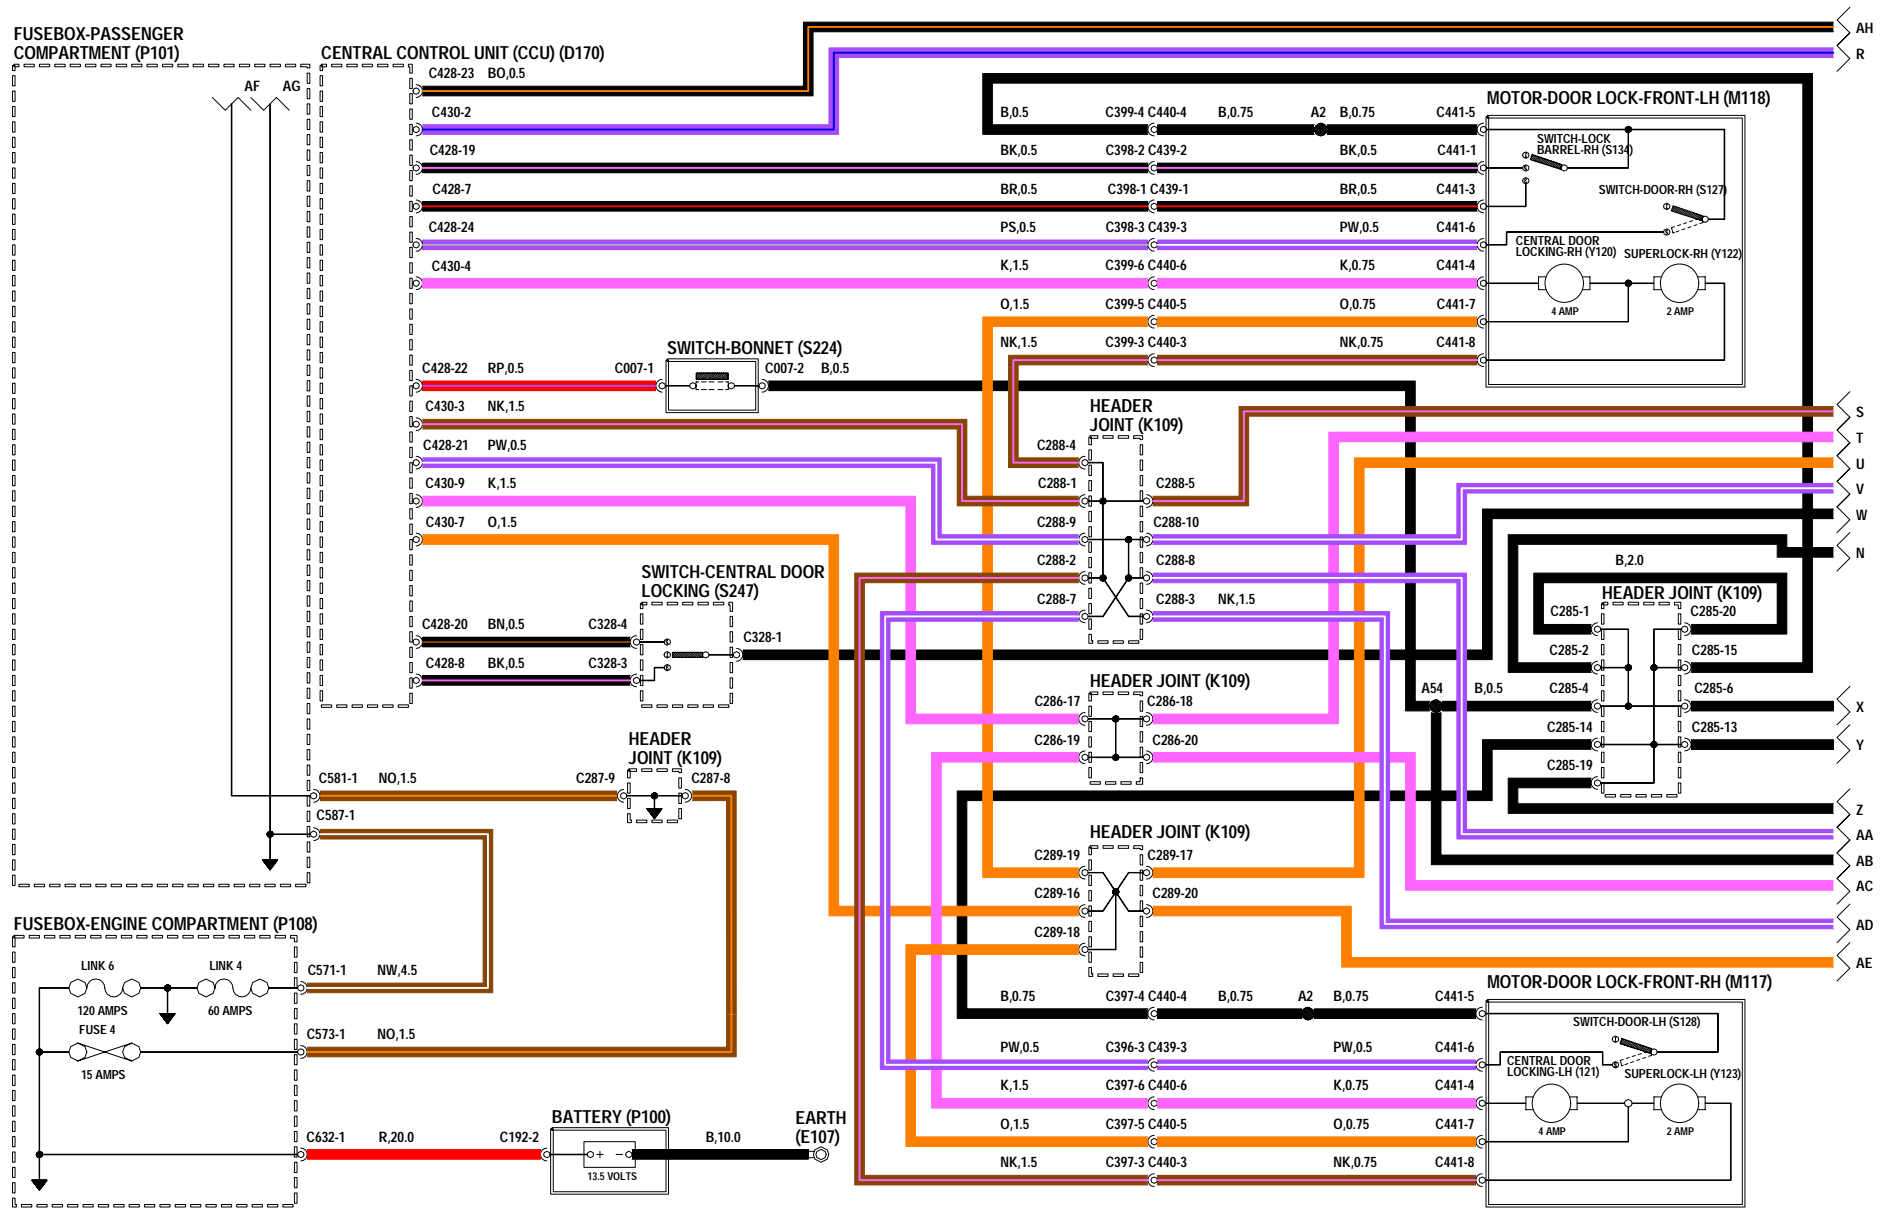 FUSEBOX-PASSENGER
COMPARTMENT (P101)
AF
AG
CENTRAL CONTROL UNIT (CCU) (D170)
C428-23 BO,0.5
C430-2
C428-19
C428-7
C428-24
C430-4
C428-22 RP,0.5
C430-3 NK,1.5
C428-21 PW,0.5
C430-9 K,1.5
C430-7 O,1.5
C428-20 BN,0.5 C328-4
C428-8 BK,0.5 C328-3
SWITCH-BONNET (S224)
C007-1
C007-2 B,0.5
SWITCH-CENTRAL DOOR
LOCKING (S247)
C328-1
B,0.5 C399-4 C440-4 B,0.75 A2 B,0.75 C441-5
BK,0.5 C398-2 C439-2 BK,0.5 C441-1
BR,0.5 C398-1 C439-1 BR,0.5 C441-3
PS,0.5 C398-3 C439-3 PW,0.5 C441-6
K,1.5 C399-6 C440-6 K,0.75 C441-4
O,1.5 C399-5 C440-5 O,0.75 C441-7
NK,1.5 C399-3 C440-3 NK,0.75 C441-8
MOTOR-DOOR LOCK-FRONT-LH (M118)
SWITCH-LOCK
BARREL-RH (S134)
SWITCH-DOOR-RH (S127)
CENTRAL DOOR
LOCKING-RH (Y120)
SUPERLOCK-RH (Y122)
4 AMP
2 AMP
AH
R
S
T
U
V
W
N
X
Y
Z
AA
AB
AC
AD
AE
HEADER
JOINT (K109)
C288-4
C288-1
C288-5
C288-9
C288-10
C288-2
C288-8
C288-7
C288-3 NK,1.5
HEADER JOINT (K109)
C286-17
C286-18
C286-19
C286-20
HEADER JOINT (K109)
C289-19
C289-17
C289-16
C289-20
C289-18
B,2.0
HEADER JOINT (K109)
C285-1
C285-20
C285-2
C285-15
A54 B,0.5
C285-4
C285-6
C285-14
C285-13
C285-19
HEADER
JOINT (K109)
C581-1 NO,1.5 C287-9
C287-8
C587-1
FUSEBOX-ENGINE COMPARTMENT (P108)
LINK 6
LINK 4
120 AMPS
60 AMPS
FUSE 4
15 AMPS
C571-1 NW,4.5
C573-1 NO,1.5
C632-1 R,20.0 C192-2
BATTERY (P100)
+ −
13.5 VOLTS
B,10.0
EARTH
(E107)
MOTOR-DOOR LOCK-FRONT-RH (M117)
B,0.75 C397-4 C440-4 B,0.75 A2 B,0.75 C441-5
PW,0.5 C396-3 C439-3 PW,0.5 C441-6
K,1.5 C397-6 C440-6 K,0.75 C441-4
O,1.5 C397-5 C440-5 O,0.75 C441-7
NK,1.5 C397-3 C440-3 NK,0.75 C441-8
SWITCH-DOOR-LH (S128)
CENTRAL DOOR
LOCKING-LH (121)
SUPERLOCK-LH (Y123)
4 AMP
2 AMP